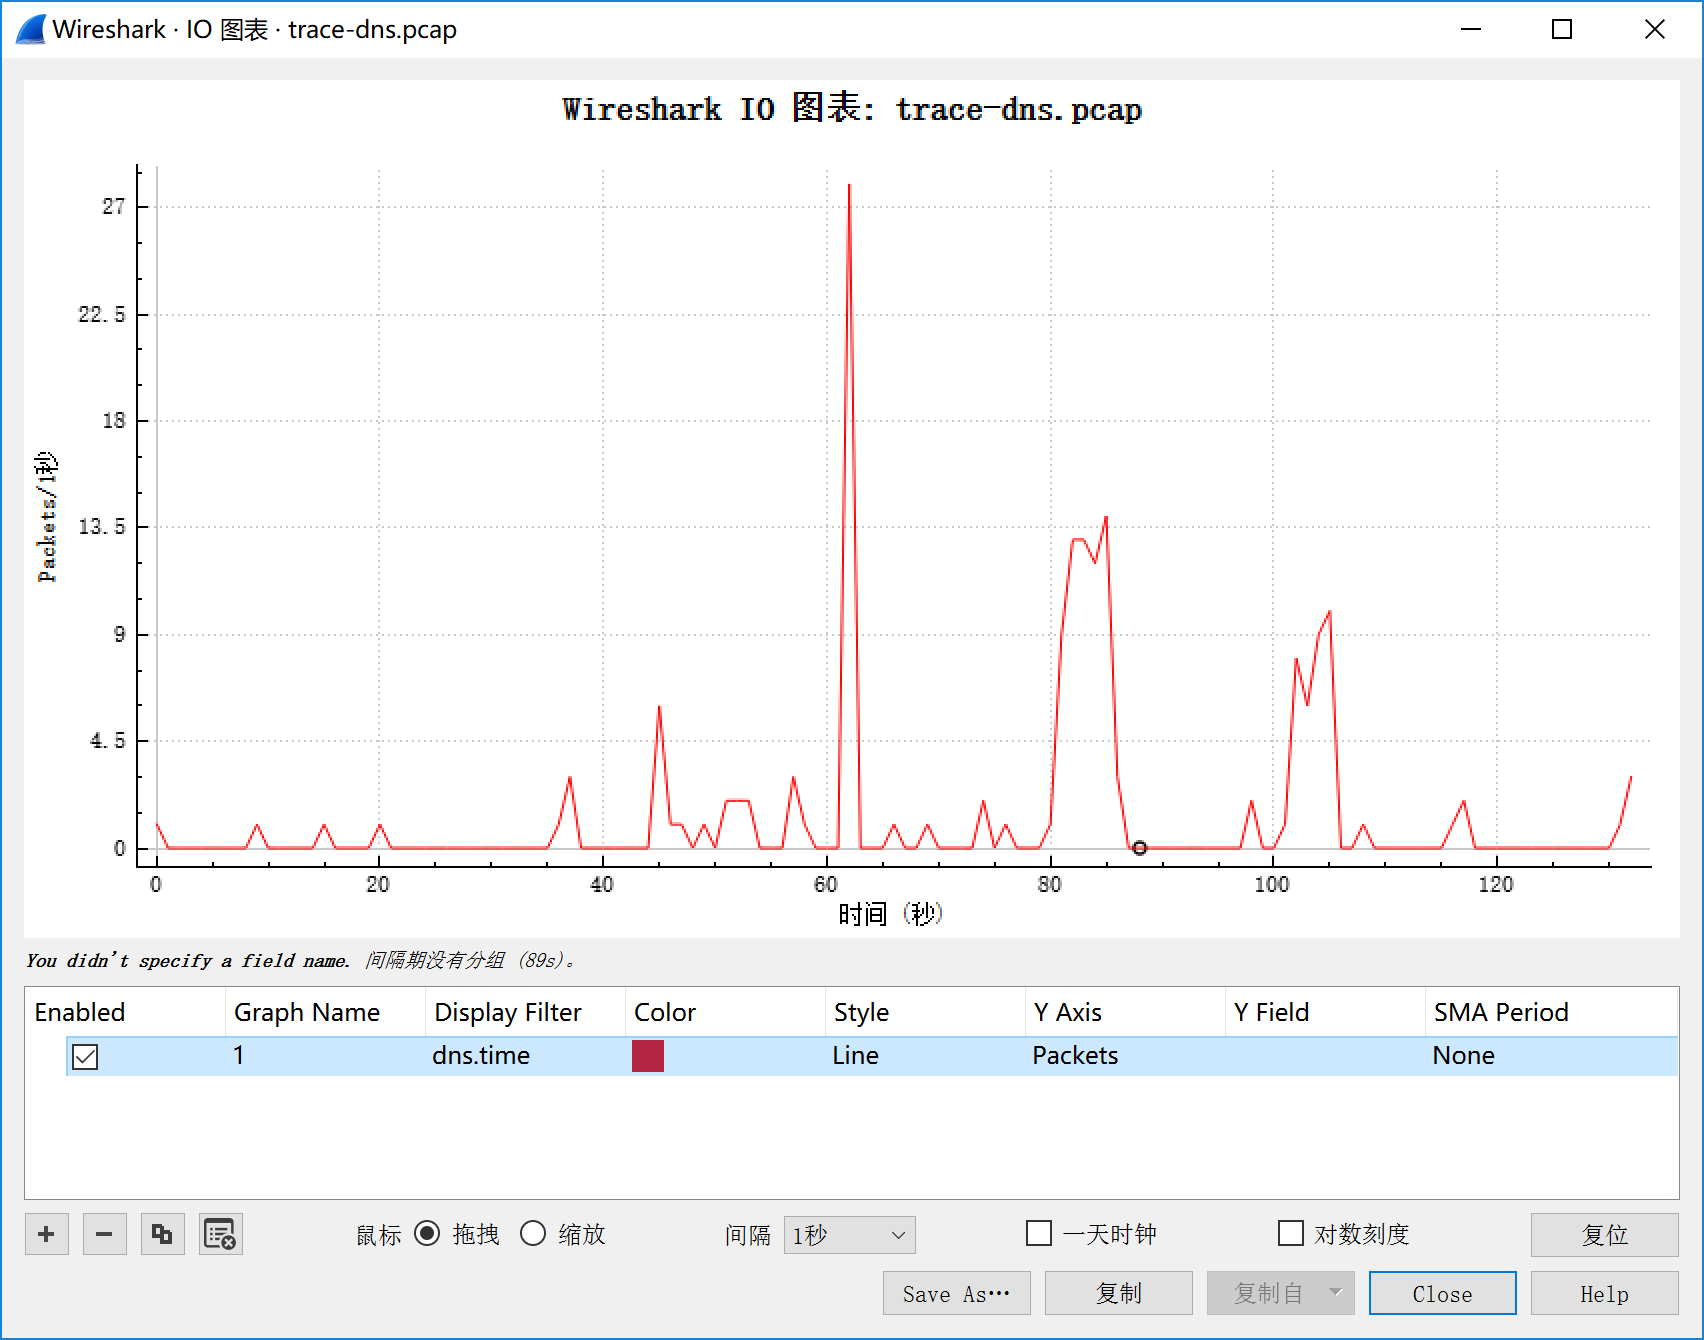 Wireshark · IO 图表 · trace-dns.pcap
Wireshark IO 图表: trace-dns.pcap
27
22.5
18
13.5
9
4.5
0
Packets/1秒
0 20 40 60 80 100 120
时间 (秒)
You didn't specify a field name. 间隔期没有分组 (89s)。
Enabled Graph Name Display Filter Color Style Y Axis Y Field SMA Period
1 dns.time Line Packets None
鼠标 拖拽 缩放 间隔 1秒 一天时钟 对数刻度 复位
Save As… 复制 复制自 Close Help